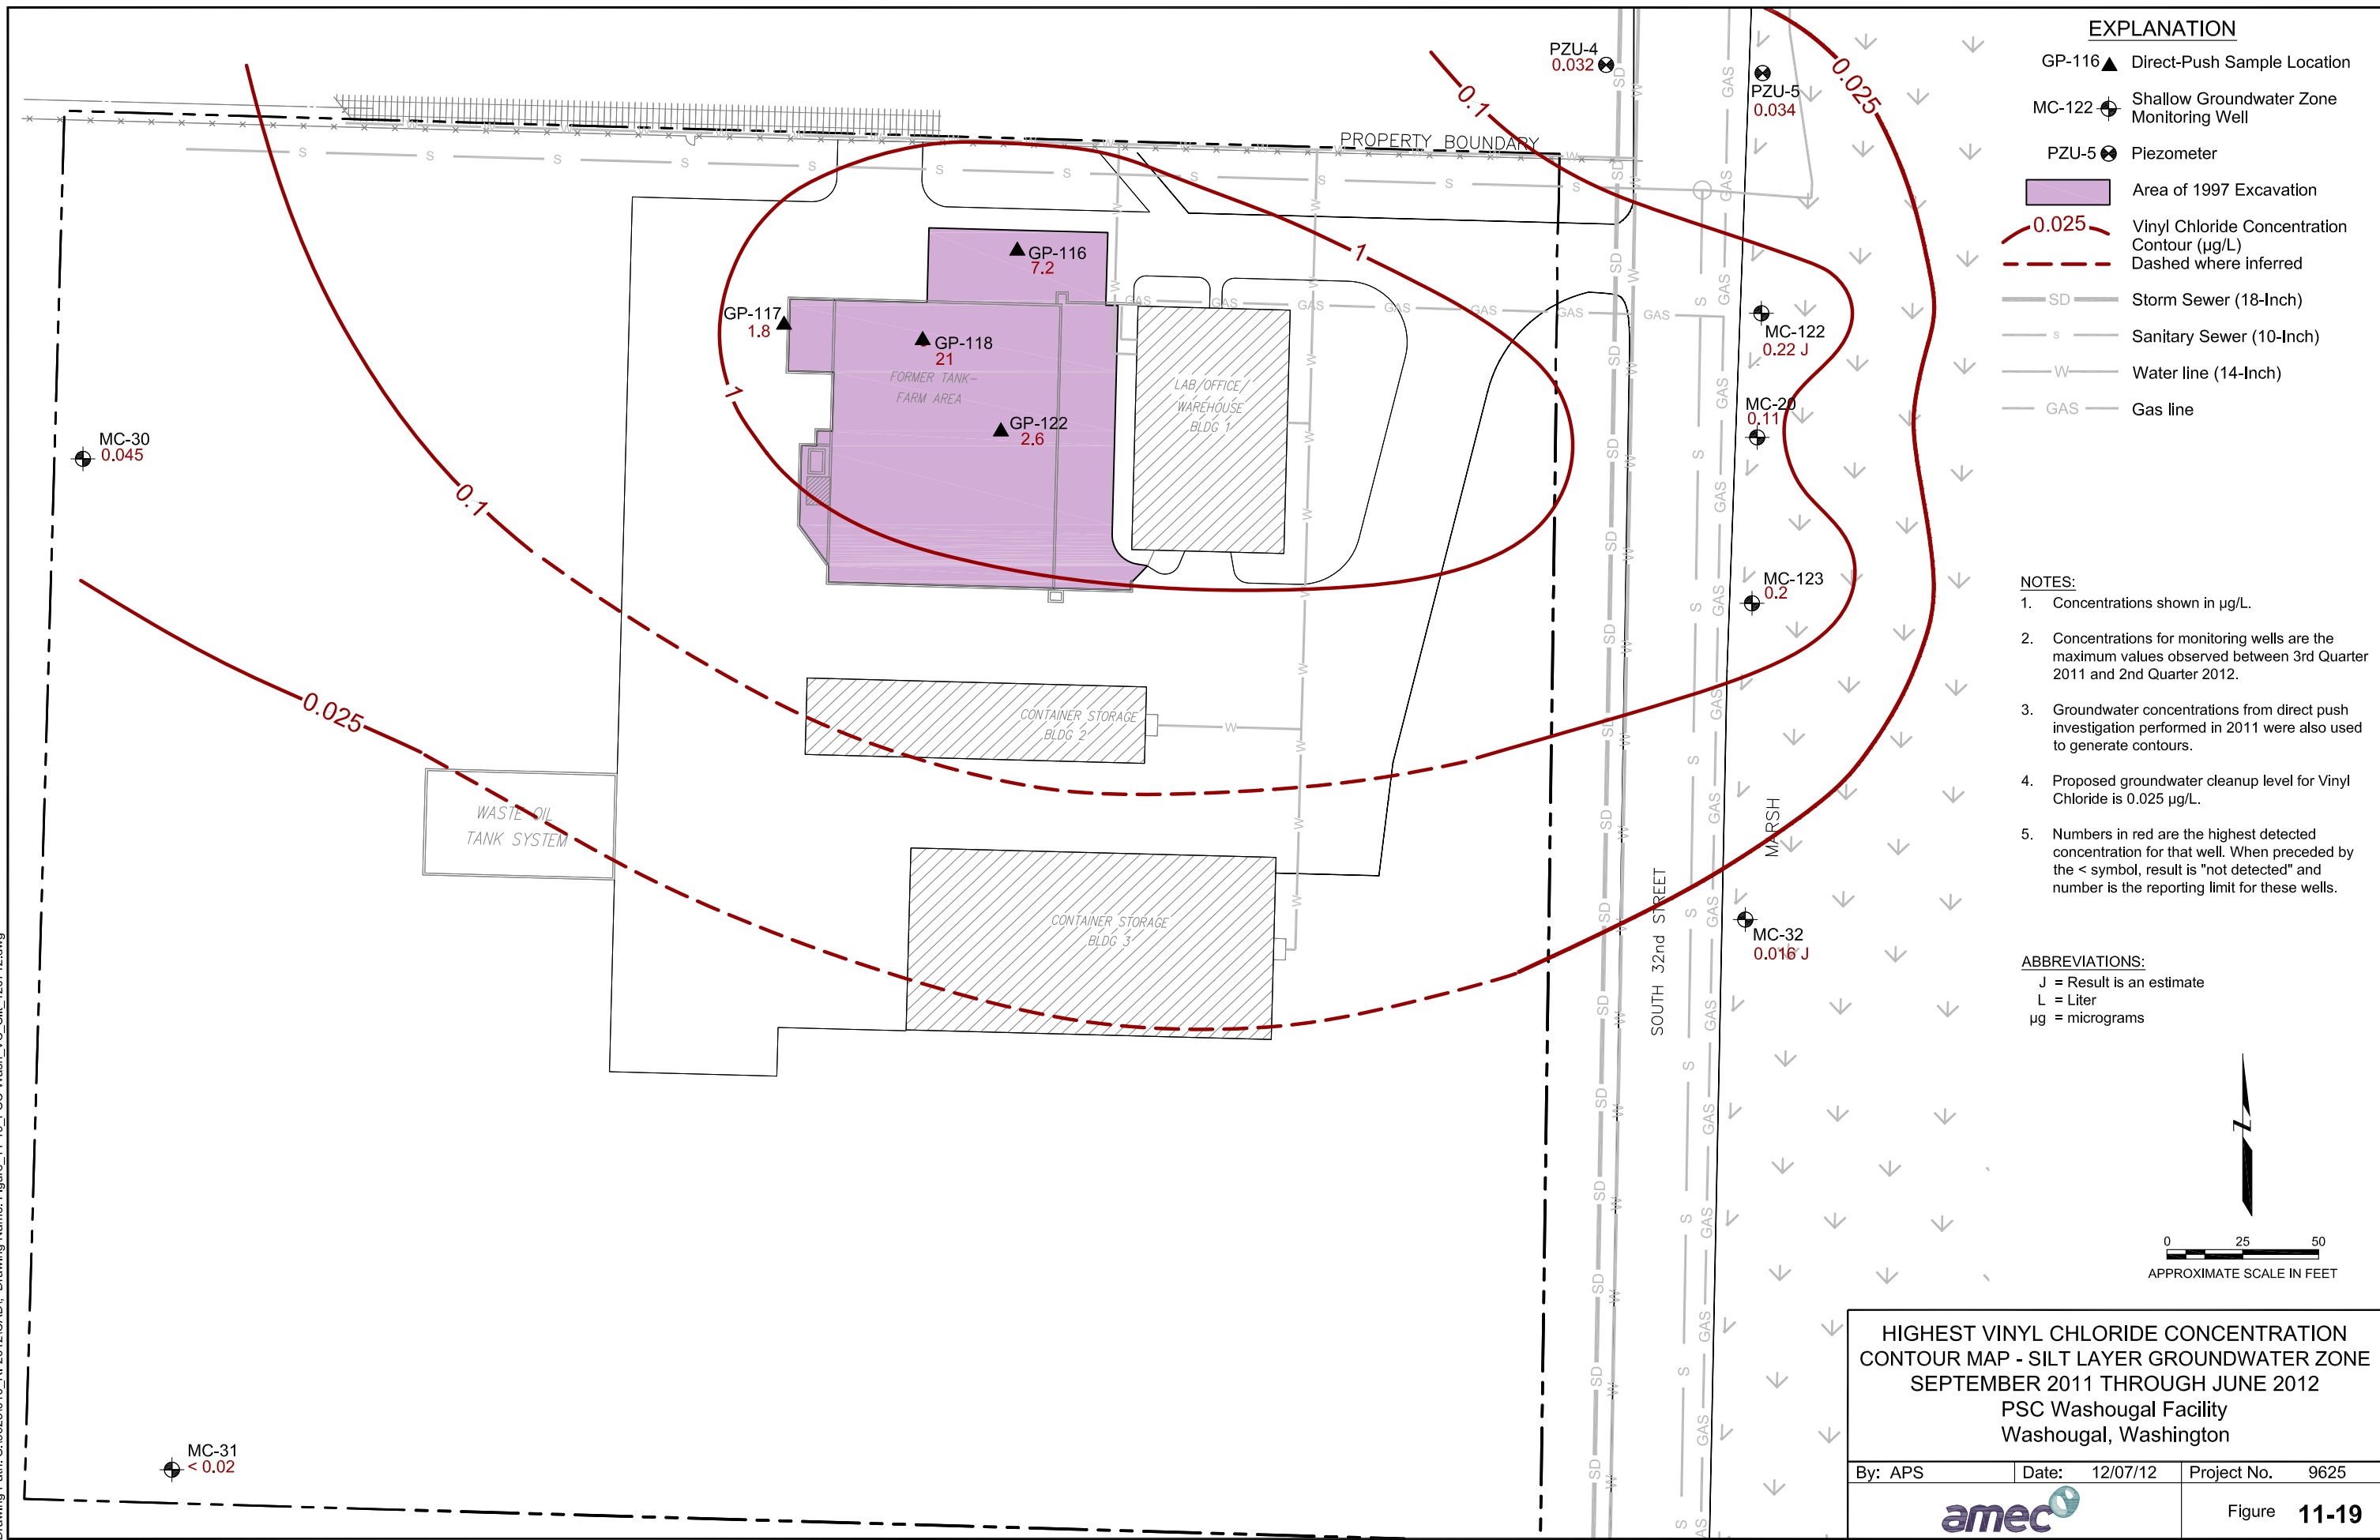 EXPLANATION
GP-116 Direct-Push Sample Location
MC-122 Shallow Groundwater Zone
Monitoring Well
PZU-5 Piezometer
Area of 1997 Excavation
0.025 Vinyl Chloride Concentration
Contour (µg/L)
Dashed where inferred
SD Storm Sewer (18-Inch)
S Sanitary Sewer (10-Inch)
W Water line (14-Inch)
GAS Gas line
NOTES:
1. Concentrations shown in µg/L.
2. Concentrations for monitoring wells are the
maximum values observed between 3rd Quarter
2011 and 2nd Quarter 2012.
3. Groundwater concentrations from direct push
investigation performed in 2011 were also used
to generate contours.
4. Proposed groundwater cleanup level for Vinyl
Chloride is 0.025 µg/L.
5. Numbers in red are the highest detected
concentration for that well. When preceded by
the < symbol, result is "not detected" and
number is the reporting limit for these wells.
ABBREVIATIONS:
J = Result is an estimate
L = Liter
µg = micrograms
N
0 25 50
APPROXIMATE SCALE IN FEET
PZU-4
0.032
PZU-5
0.034
0.025
0.1
PROPERTY BOUNDARY
1
GP-116
7.2
GP-117
1.8
GP-118
21
FORMER TANK-
FARM AREA
GP-122
2.6
1
LAB/OFFICE/
WAREHOUSE
BLDG 1
MC-122
0.22 J
MC-20
0.11
MC-123
0.2
MC-30
0.045
0.1
0.025
CONTAINER STORAGE
BLDG 2
WASTE OIL
TANK SYSTEM
CONTAINER STORAGE
BLDG 3
MARSH
SOUTH 32nd STREET
MC-32
0.016 J
MC-31
< 0.02
HIGHEST VINYL CHLORIDE CONCENTRATION
CONTOUR MAP - SILT LAYER GROUNDWATER ZONE
SEPTEMBER 2011 THROUGH JUNE 2012
PSC Washougal Facility
Washougal, Washington
By: APS Date: 12/07/12 Project No. 9625
amec
Figure 11-19